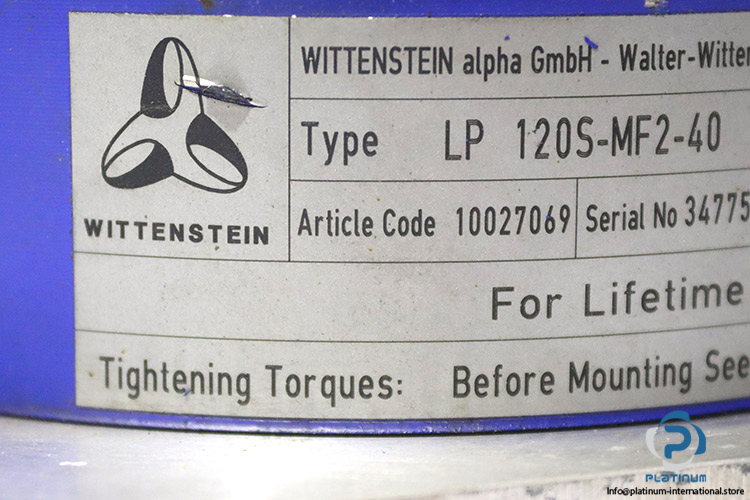 WITTENSTEIN alpha GmbH - Walter-Witten
Type LP 120S-MF2-40
WITTENSTEIN
Article Code 10027069 Serial No 34775
For Lifetime
Tightening Torques: Before Mounting See
PLATINUM
Info@platinum-international.store